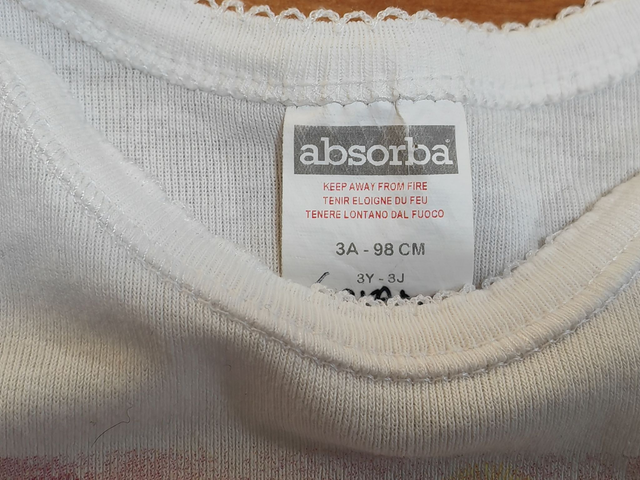 absorba
KEEP AWAY FROM FIRE
TENIR ELOIGNE DU FEU
TENERE LONTANO DAL FUOCO
3A - 98 CM
3Y - 3J